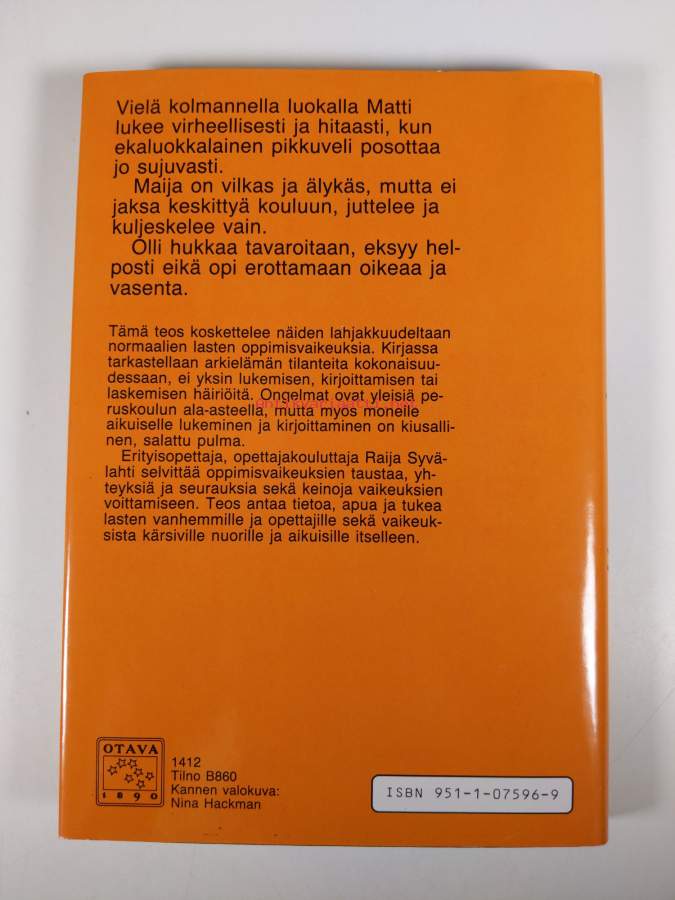 Vielä kolmannella luokalla Matti
lukee virheellisesti ja hitaasti, kun
ekaluokkalainen pikkuveli posottaa
jo sujuvasti.
Maija on vilkas ja älykäs, mutta ei
jaksa keskittyä kouluun, juttelee ja
kuljeskelee vain.
Olli hukkaa tavaroitaan, eksyy hel-
posti eikä opi erottamaan oikeaa ja
vasenta.
Tämä teos koskettelee näiden lahjakkuudeltaan
normaalien lasten oppimisvaikeuksia. Kirjassa
tarkastellaan arkielämän tilanteita kokonaisuu-
dessaan, ei yksin lukemisen, kirjoittamisen tai
laskemisen häiriöitä. Ongelmat ovat yleisiä pe-
ruskoulun ala-asteella, mutta myös monelle
aikuiselle lukeminen ja kirjoittaminen on kiusalli-
nen, salattu pulma.
Erityisopettaja, opettajakouluttaja Raija Syvä-
lahti selvittää oppimisvaikeuksien taustaa, yh-
teyksiä ja seurauksia sekä keinoja vaikeuksien
voittamiseen. Teos antaa tietoa, apua ja tukea
lasten vanhemmille ja opettajille sekä vaikeuk-
sista kärsiville nuorille ja aikuisille itselleen.
OTAVA
1890
1412
Tilno B860
Kannen valokuva:
Nina Hackman
ISBN 951-1-07596-9